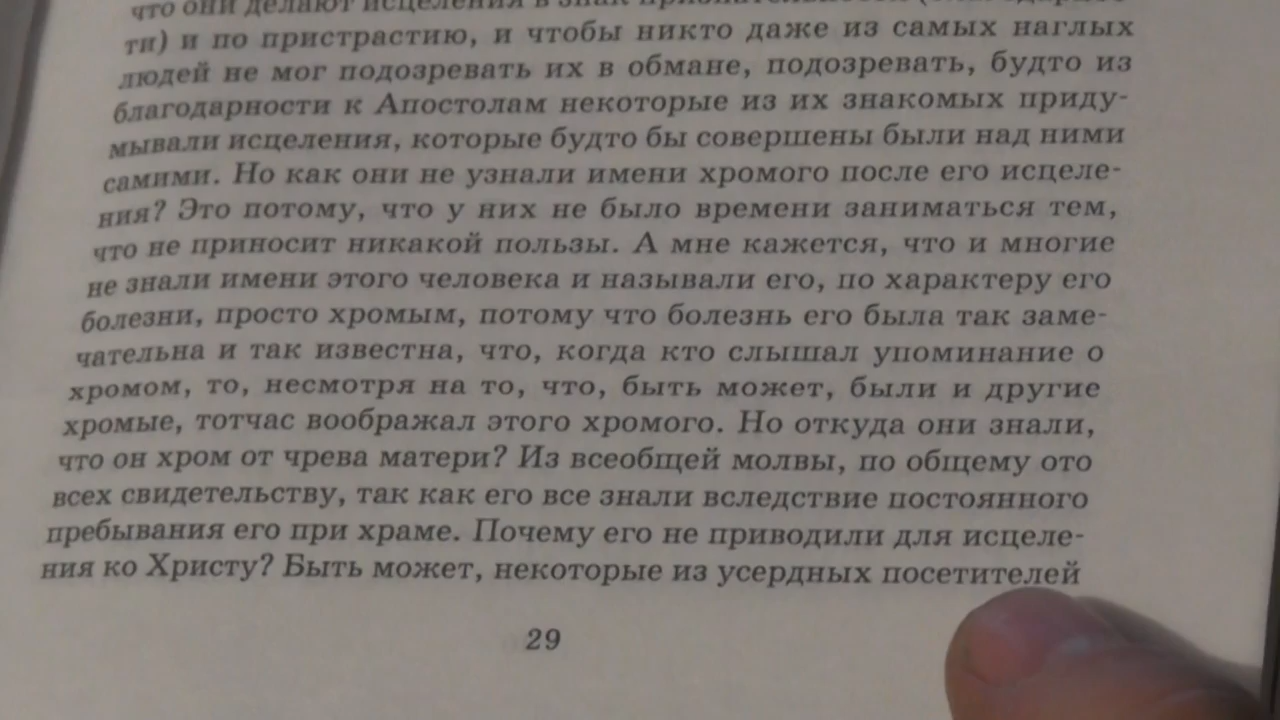 что они делают исцеления в знак
ти) и по пристрастию, и чтобы никто даже из самых наглых
людей не мог подозревать их в обмане, подозревать, будто из
благодарности к Апостолам некоторые из их знакомых приду-
мывали исцеления, которые будто бы совершены были над ними
самими. Но как они не узнали имени хромого после его исцеле-
ния? Это потому, что у них не было времени заниматься тем,
что не приносит никакой пользы. А мне кажется, что и многие
не знали имени этого человека и называли его, по характеру его
болезни, просто хромым, потому что болезнь его была так заме-
чательна и так известна, что, когда кто слышал упоминание о
хромом, то, несмотря на то, что, быть может, были и другие
хромые, тотчас воображал этого хромого. Но откуда они знали,
что он хром от чрева матери? Из всеобщей молвы, по общему ото
всех свидетельству, так как его все знали вследствие постоянного
пребывания его при храме. Почему его не приводили для исцеле-
ния ко Христу? Быть может, некоторые из усердных посетителей
29